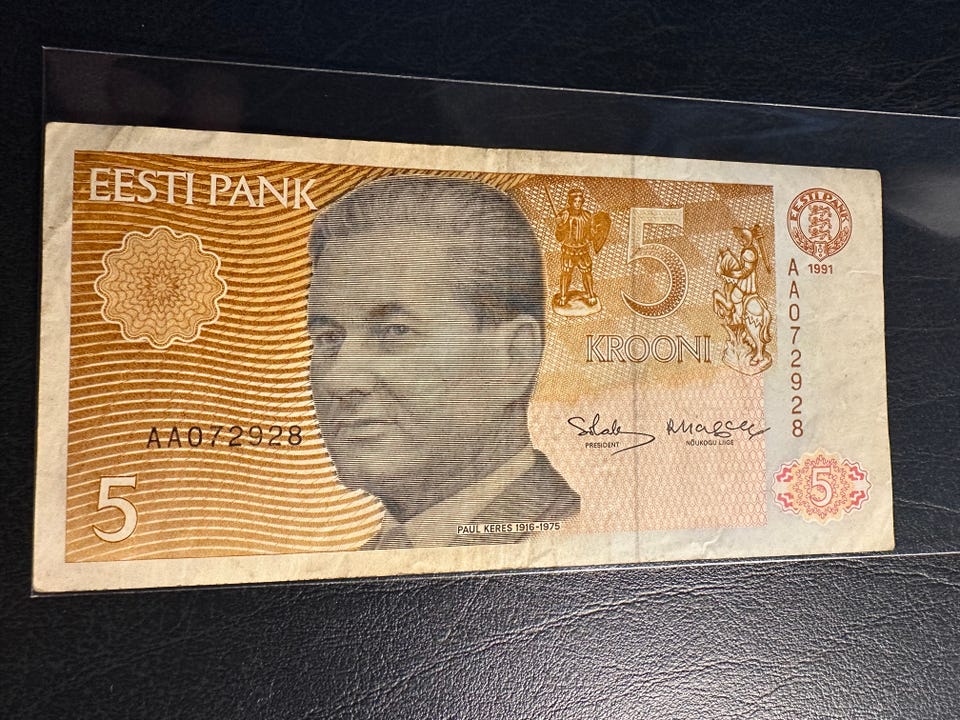 EESTI PANK
5
KROONI
EESTI PANK
1991
AA072928
AA072928
PRESIDENT
NÕUKOGU LIIGE
5
5
PAUL KERES 1916-1975